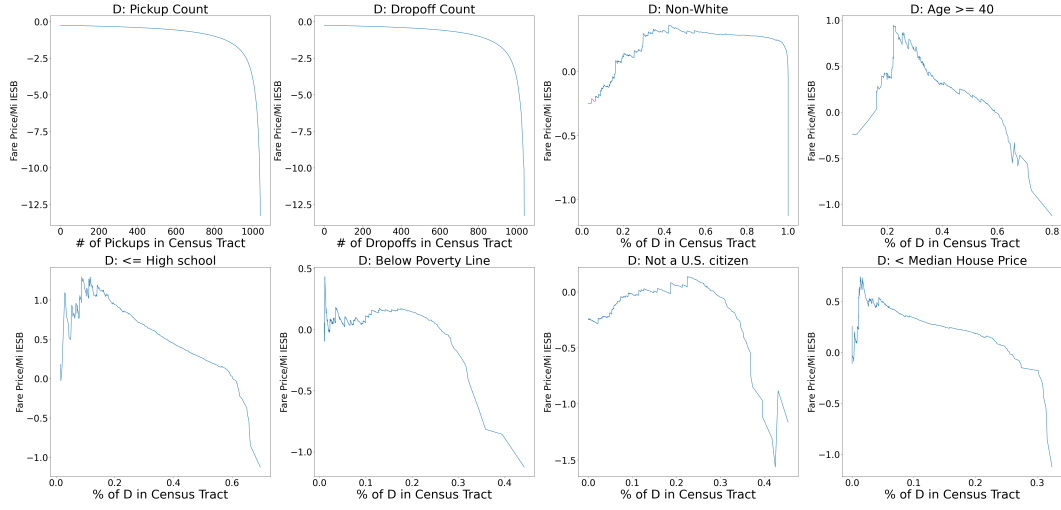 D: Pickup Count
Fare Price/Mi IESB
0.0
−2.5
−5.0
−7.5
−10.0
−12.5
0 200 400 600 800 1000
# of Pickups in Census Tract
D: Dropoff Count
Fare Price/Mi IESB
0.0
−2.5
−5.0
−7.5
−10.0
−12.5
0 200 400 600 800 1000
# of Dropoffs in Census Tract
D: Non-White
Fare Price/Mi IESB
0.0
−0.5
−1.0
0.0 0.2 0.4 0.6 0.8 1.0
% of D in Census Tract
D: Age >= 40
Fare Price/Mi IESB
1.0
0.5
0.0
−0.5
−1.0
0.2 0.4 0.6 0.8
% of D in Census Tract
D: <= High school
Fare Price/Mi IESB
1.0
0.5
0.0
−0.5
−1.0
0.0 0.2 0.4 0.6
% of D in Census Tract
D: Below Poverty Line
Fare Price/Mi IESB
0.5
0.0
−0.5
−1.0
0.0 0.1 0.2 0.3 0.4
% of D in Census Tract
D: Not a U.S. citizen
Fare Price/Mi IESB
0.0
−0.5
−1.0
−1.5
0.0 0.1 0.2 0.3 0.4
% of D in Census Tract
D: < Median House Price
Fare Price/Mi IESB
0.5
0.0
−0.5
−1.0
0.0 0.1 0.2 0.3
% of D in Census Tract